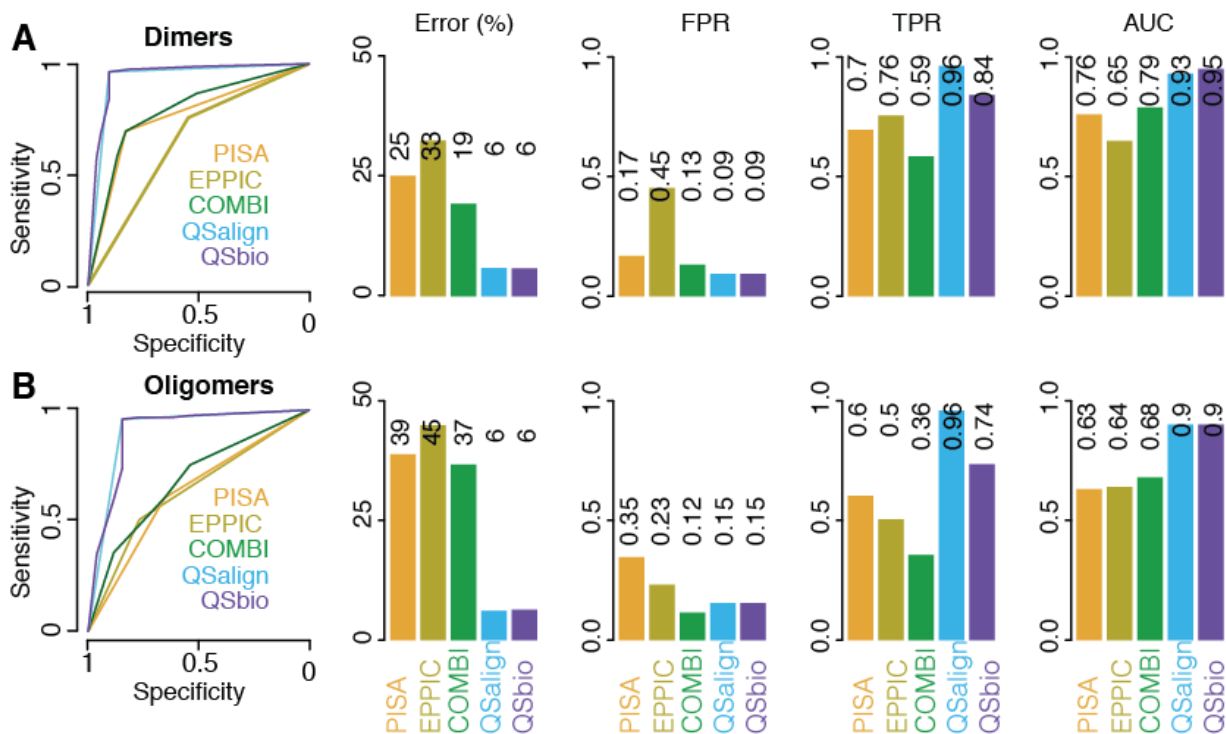 A
Dimers
Error (%)
FPR
TPR
AUC
Sensitivity
1
0.5
0
1
0.5
0
Specificity
PISA
EPPIC
COMBI
QSalign
QSbio
50
25
0
25
33
19
6
6
1.0
0.5
0.0
0.17
0.45
0.13
0.09
0.09
1.0
0.5
0.0
0.7
0.76
0.59
0.96
0.84
1.0
0.5
0.0
0.76
0.65
0.79
0.93
0.95
B
Oligomers
Sensitivity
1
0.5
0
1
0.5
0
Specificity
PISA
EPPIC
COMBI
QSalign
QSbio
50
25
0
39
45
37
6
6
PISA
EPPIC
COMBI
QSalign
QSbio
1.0
0.5
0.0
0.35
0.23
0.12
0.15
0.15
PISA
EPPIC
COMBI
QSalign
QSbio
1.0
0.5
0.0
0.6
0.5
0.36
0.96
0.74
PISA
EPPIC
COMBI
QSalign
QSbio
1.0
0.5
0.0
0.63
0.64
0.68
0.9
0.9
PISA
EPPIC
COMBI
QSalign
QSbio